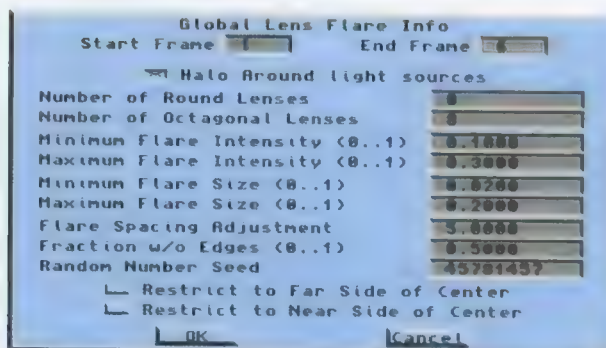 Global Lens Flare Info
Start Frame 1 End Frame 6
Halo Around light sources
Number of Round Lenses
Number of Octagonal Lenses
Minimum Flare Intensity (0..1) 0.1000
Maximum Flare Intensity (0..1) 0.3000
Minimum Flare Size (0..1) 0.0200
Maximum Flare Size (0..1) 0.2000
Flare Spacing Adjustment 5.0000
Fraction w/o Edges (0..1) 0.5000
Random Number Seed
Restrict to Far Side of Center
Restrict to Near Side of Center
OK Cancel